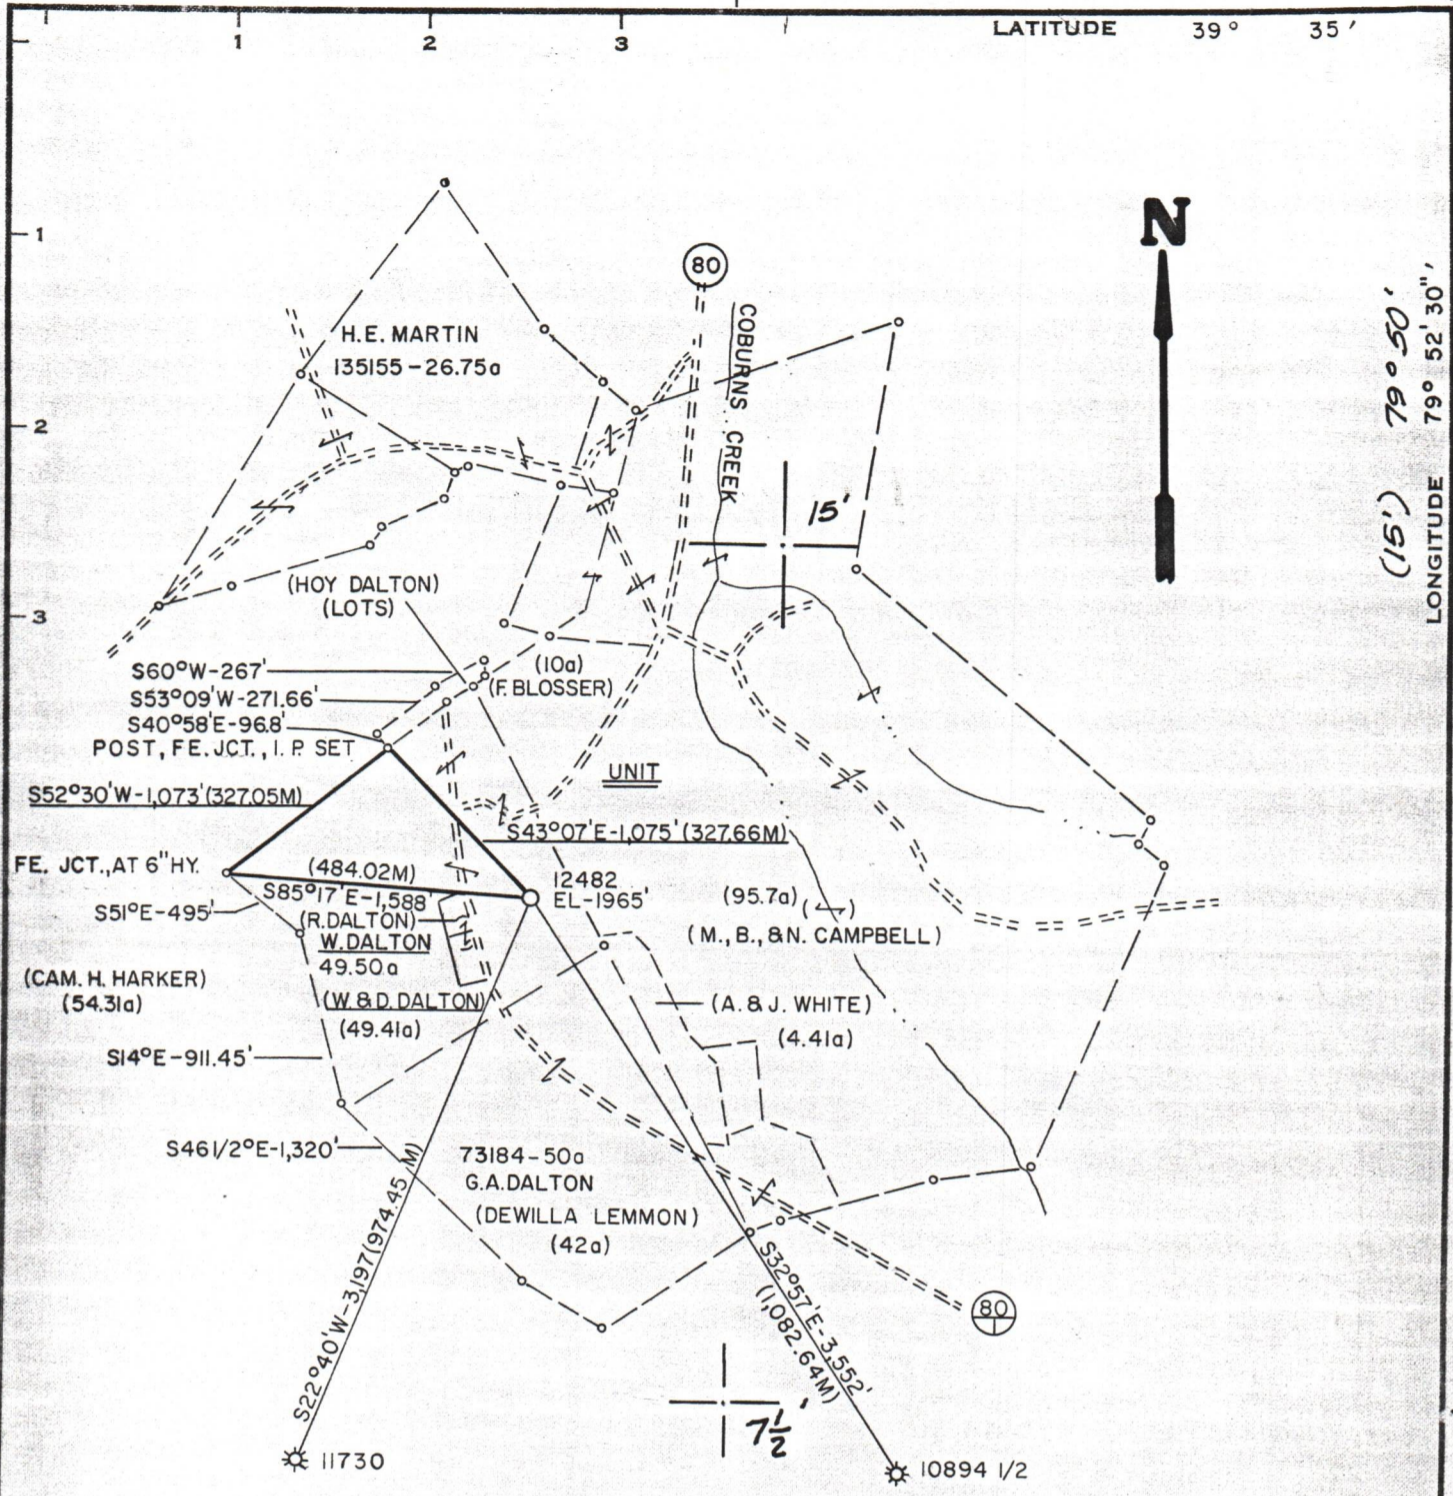 LATITUDE 39° 35'
1 2 3
1
2
3
N
80
COBURNS CREEK
(15') 79° 50'
LONGITUDE 79° 52' 30"
H.E. MARTIN
135155-26.75a
15'
(HOY DALTON)
(LOTS)
(10a)
(F. BLOSSER)
S60°W-267'
S53°09'W-271.66'
S40°58'E-96.8'
POST, FE. JCT., I. P. SET
UNIT
S52°30'W-1,073'(327.05M)
S43°07'E-1,075'(327.66M)
FE. JCT., AT 6" HY.
(484.02M)
S85°17'E-1,588'
12482
EL-1965'
(95.7a)
(M., B., & N. CAMPBELL)
S51°E-495'
(R. DALTON)
W. DALTON
49.50a
(CAM. H. HARKER)
(54.31a)
(W & D. DALTON)
(49.41a)
(A. & J. WHITE)
(4.41a)
S14°E-911.45'
S46 1/2°E-1,320'
73184-50a
G.A. DALTON
(DEWILLA LEMMON)
(42a)
S22°40'W-3,197'(974.45 M)
S32°57'E-3,552'
(1,082.64M)
80
1
7 1/2'
11730
10894 1/2